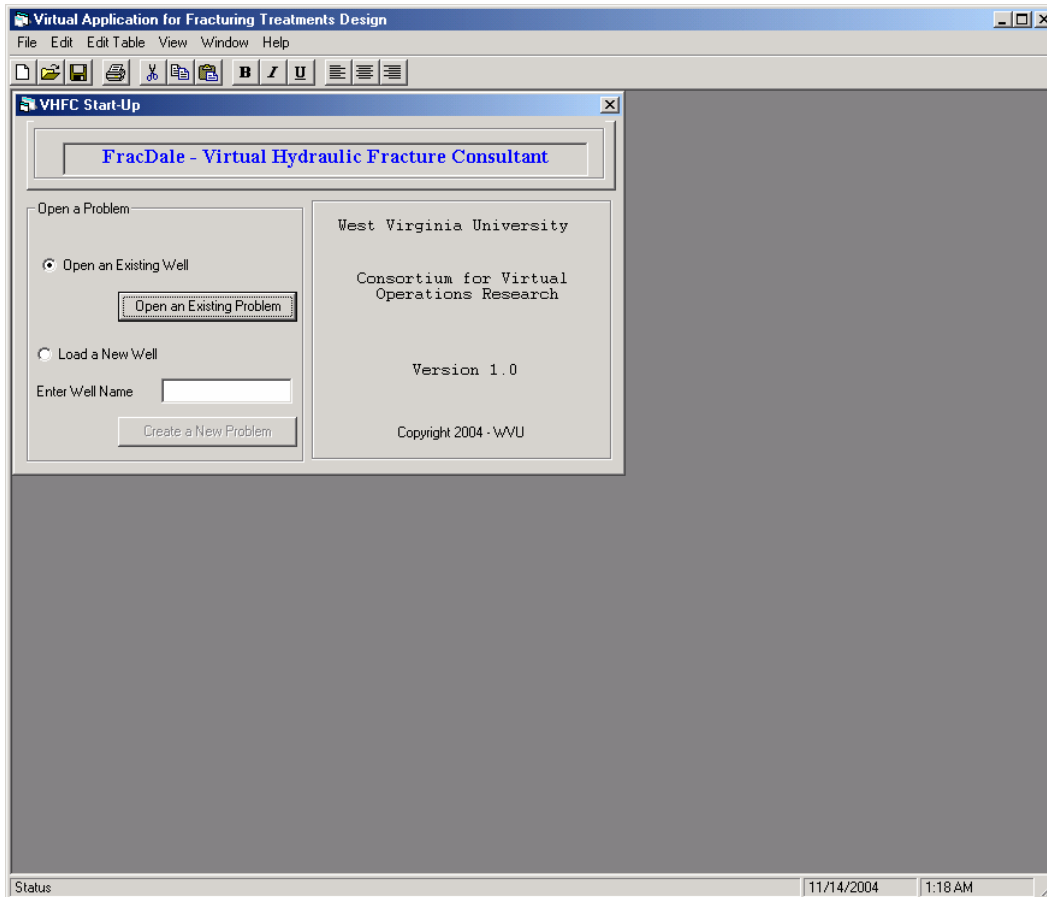 Virtual Application for Fracturing Treatments Design
File Edit Edit Table View Window Help
B I U
VHFC Start-Up
FracDale - Virtual Hydraulic Fracture Consultant
Open a Problem
Open an Existing Well
Open an Existing Problem
Load a New Well
Enter Well Name
Create a New Problem
West Virginia University
Consortium for Virtual
Operations Research
Version 1.0
Copyright 2004 - WVU
Status 11/14/2004 1:18 AM